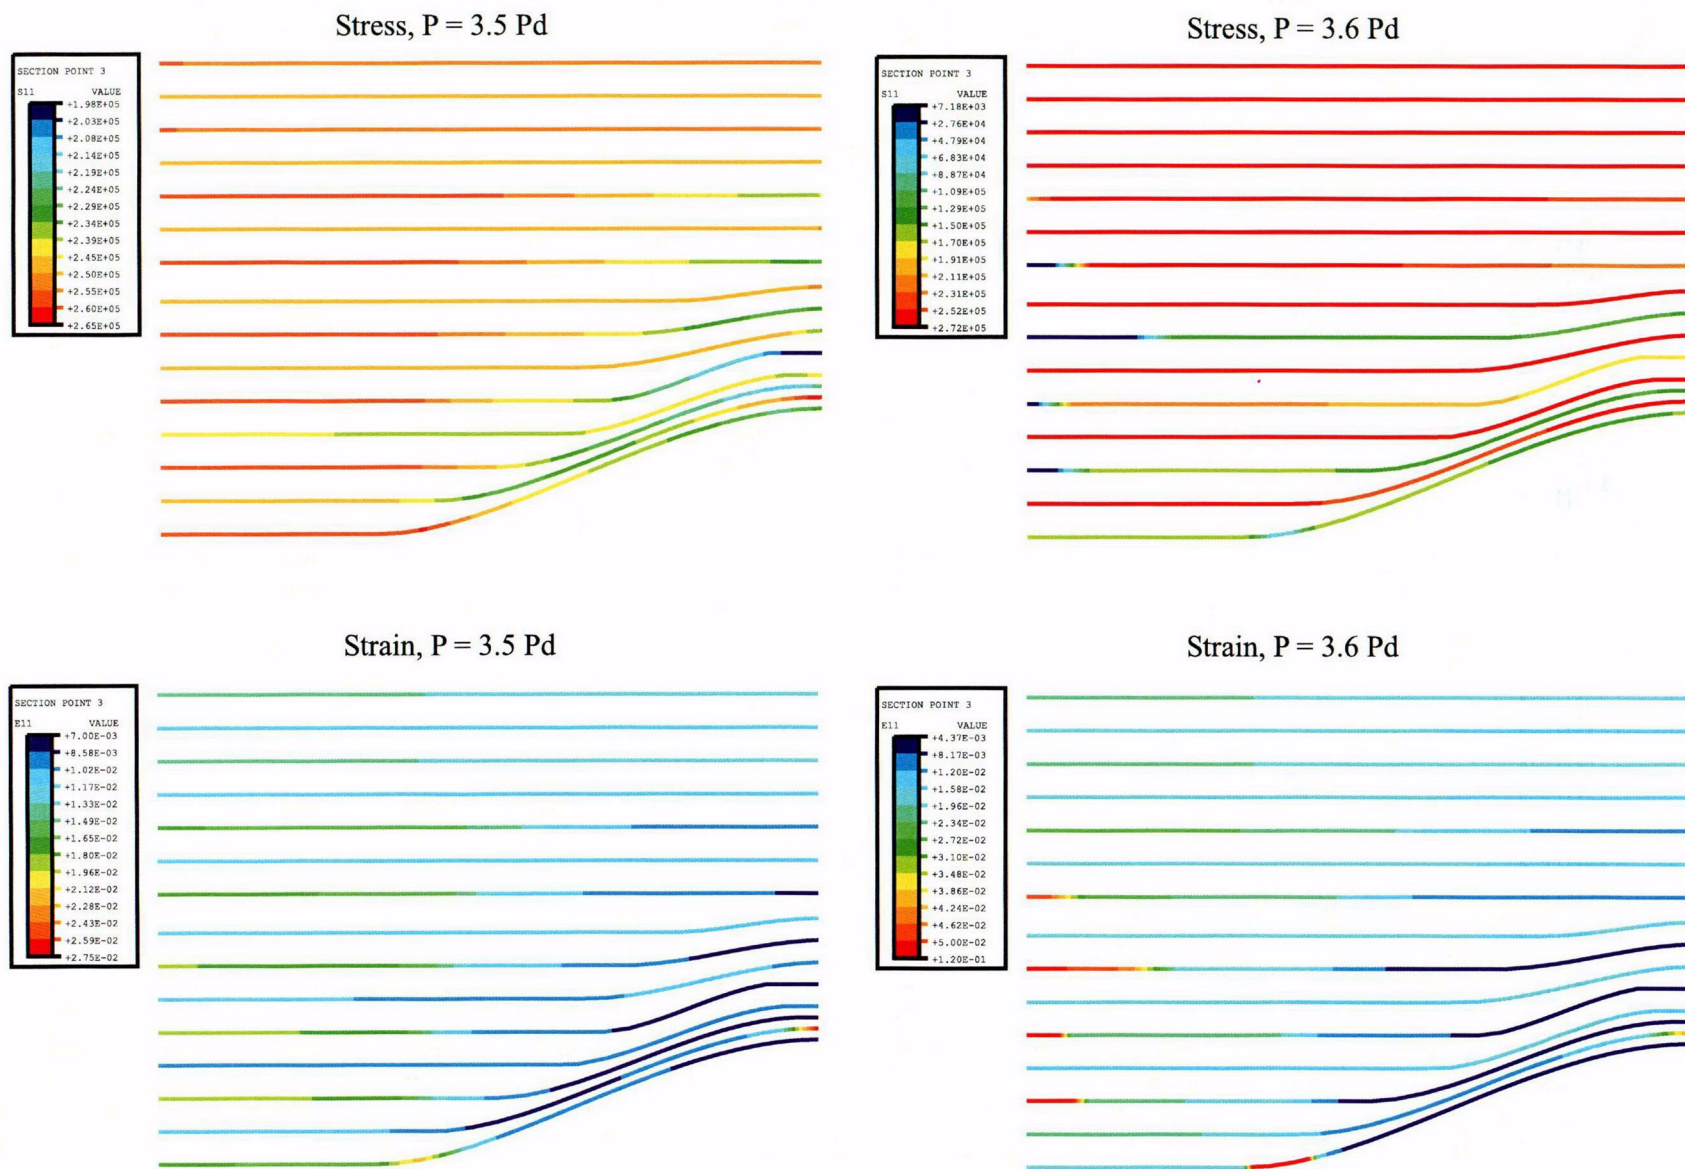 Stress, P = 3.5 Pd
SECTION POINT 3
S11 VALUE
+1.98E+05
+2.03E+05
+2.08E+05
+2.14E+05
+2.19E+05
+2.24E+05
+2.29E+05
+2.34E+05
+2.39E+05
+2.45E+05
+2.50E+05
+2.55E+05
+2.60E+05
+2.65E+05
Stress, P = 3.6 Pd
SECTION POINT 3
S11 VALUE
+7.18E+03
+2.76E+04
+4.79E+04
+6.83E+04
+8.87E+04
+1.09E+05
+1.29E+05
+1.50E+05
+1.70E+05
+1.91E+05
+2.11E+05
+2.31E+05
+2.52E+05
+2.72E+05
Strain, P = 3.5 Pd
SECTION POINT 3
E11 VALUE
+7.00E-03
+8.58E-03
+1.02E-02
+1.17E-02
+1.33E-02
+1.49E-02
+1.65E-02
+1.80E-02
+1.96E-02
+2.12E-02
+2.28E-02
+2.43E-02
+2.59E-02
+2.75E-02
Strain, P = 3.6 Pd
SECTION POINT 3
E11 VALUE
+4.37E-03
+8.17E-03
+1.20E-02
+1.58E-02
+1.96E-02
+2.34E-02
+2.72E-02
+3.10E-02
+3.48E-02
+3.86E-02
+4.24E-02
+4.62E-02
+5.00E-02
+1.20E-01